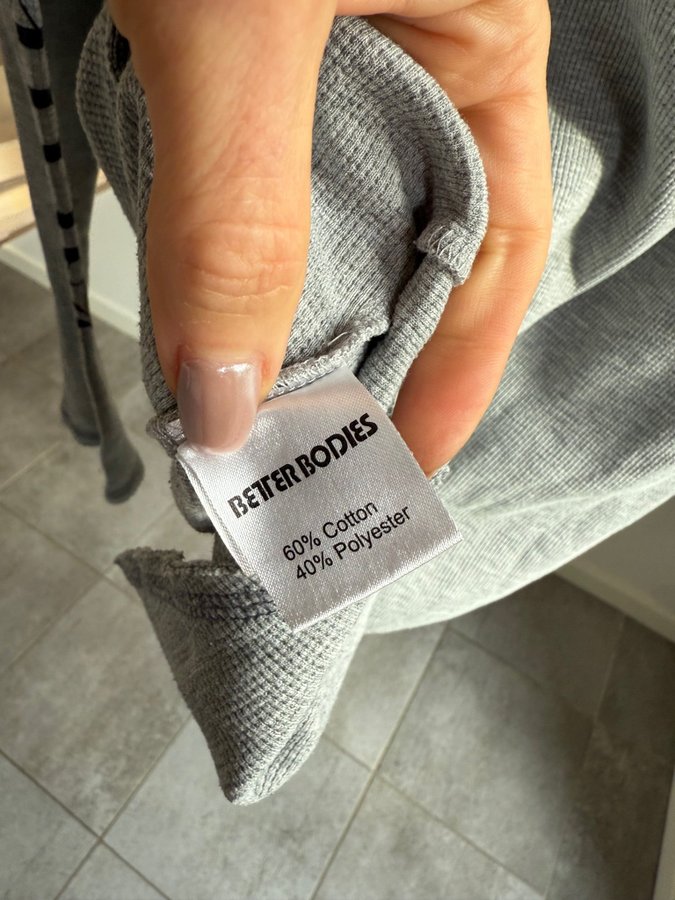 BETTER BODIES
60% Cotton
40% Polyester